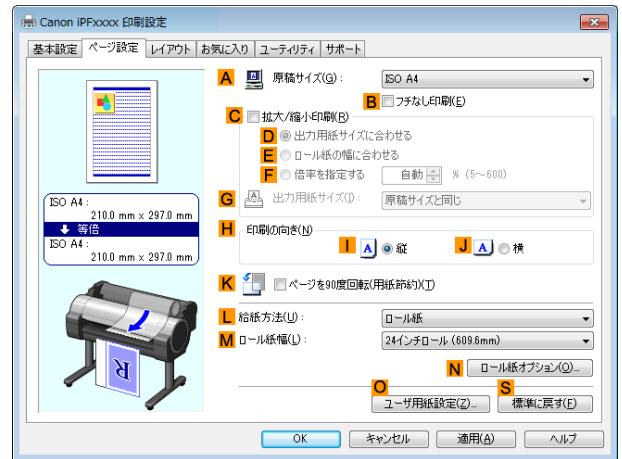 Canon iPFxxxx 印刷設定
基本設定 ページ設定 レイアウト お気に入り ユーティリティ サポート
A 原稿サイズ(G): ISO A4
B フチなし印刷(E)
C 拡大/縮小印刷(R)
D 出力用紙サイズに合わせる
E ロール紙の幅に合わせる
F 倍率を指定する 自動 % (5～600)
G 出力用紙サイズ(I): 原稿サイズと同じ
ISO A4 :
210.0 mm x 297.0 mm
等倍
ISO A4 :
210.0 mm x 297.0 mm
H 印刷の向き(N)
I A 縦 J A 横
K ページを90度回転(用紙節約)(T)
L 給紙方法(U): ロール紙
M ロール紙幅(L): 24インチロール (609.6mm)
R
N ロール紙オプション(O)...
O S
ユーザ用紙設定(Z)... 標準に戻す(F)
OK キャンセル 適用(A) ヘルプ